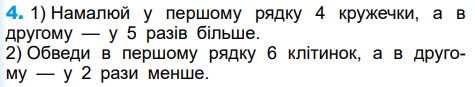 4. 1) Намалюй у першому рядку 4 кружечки, а в
другому — у 5 разів більше.
2) Обведи в першому рядку 6 клітинок, а в друго-
му — у 2 рази менше.